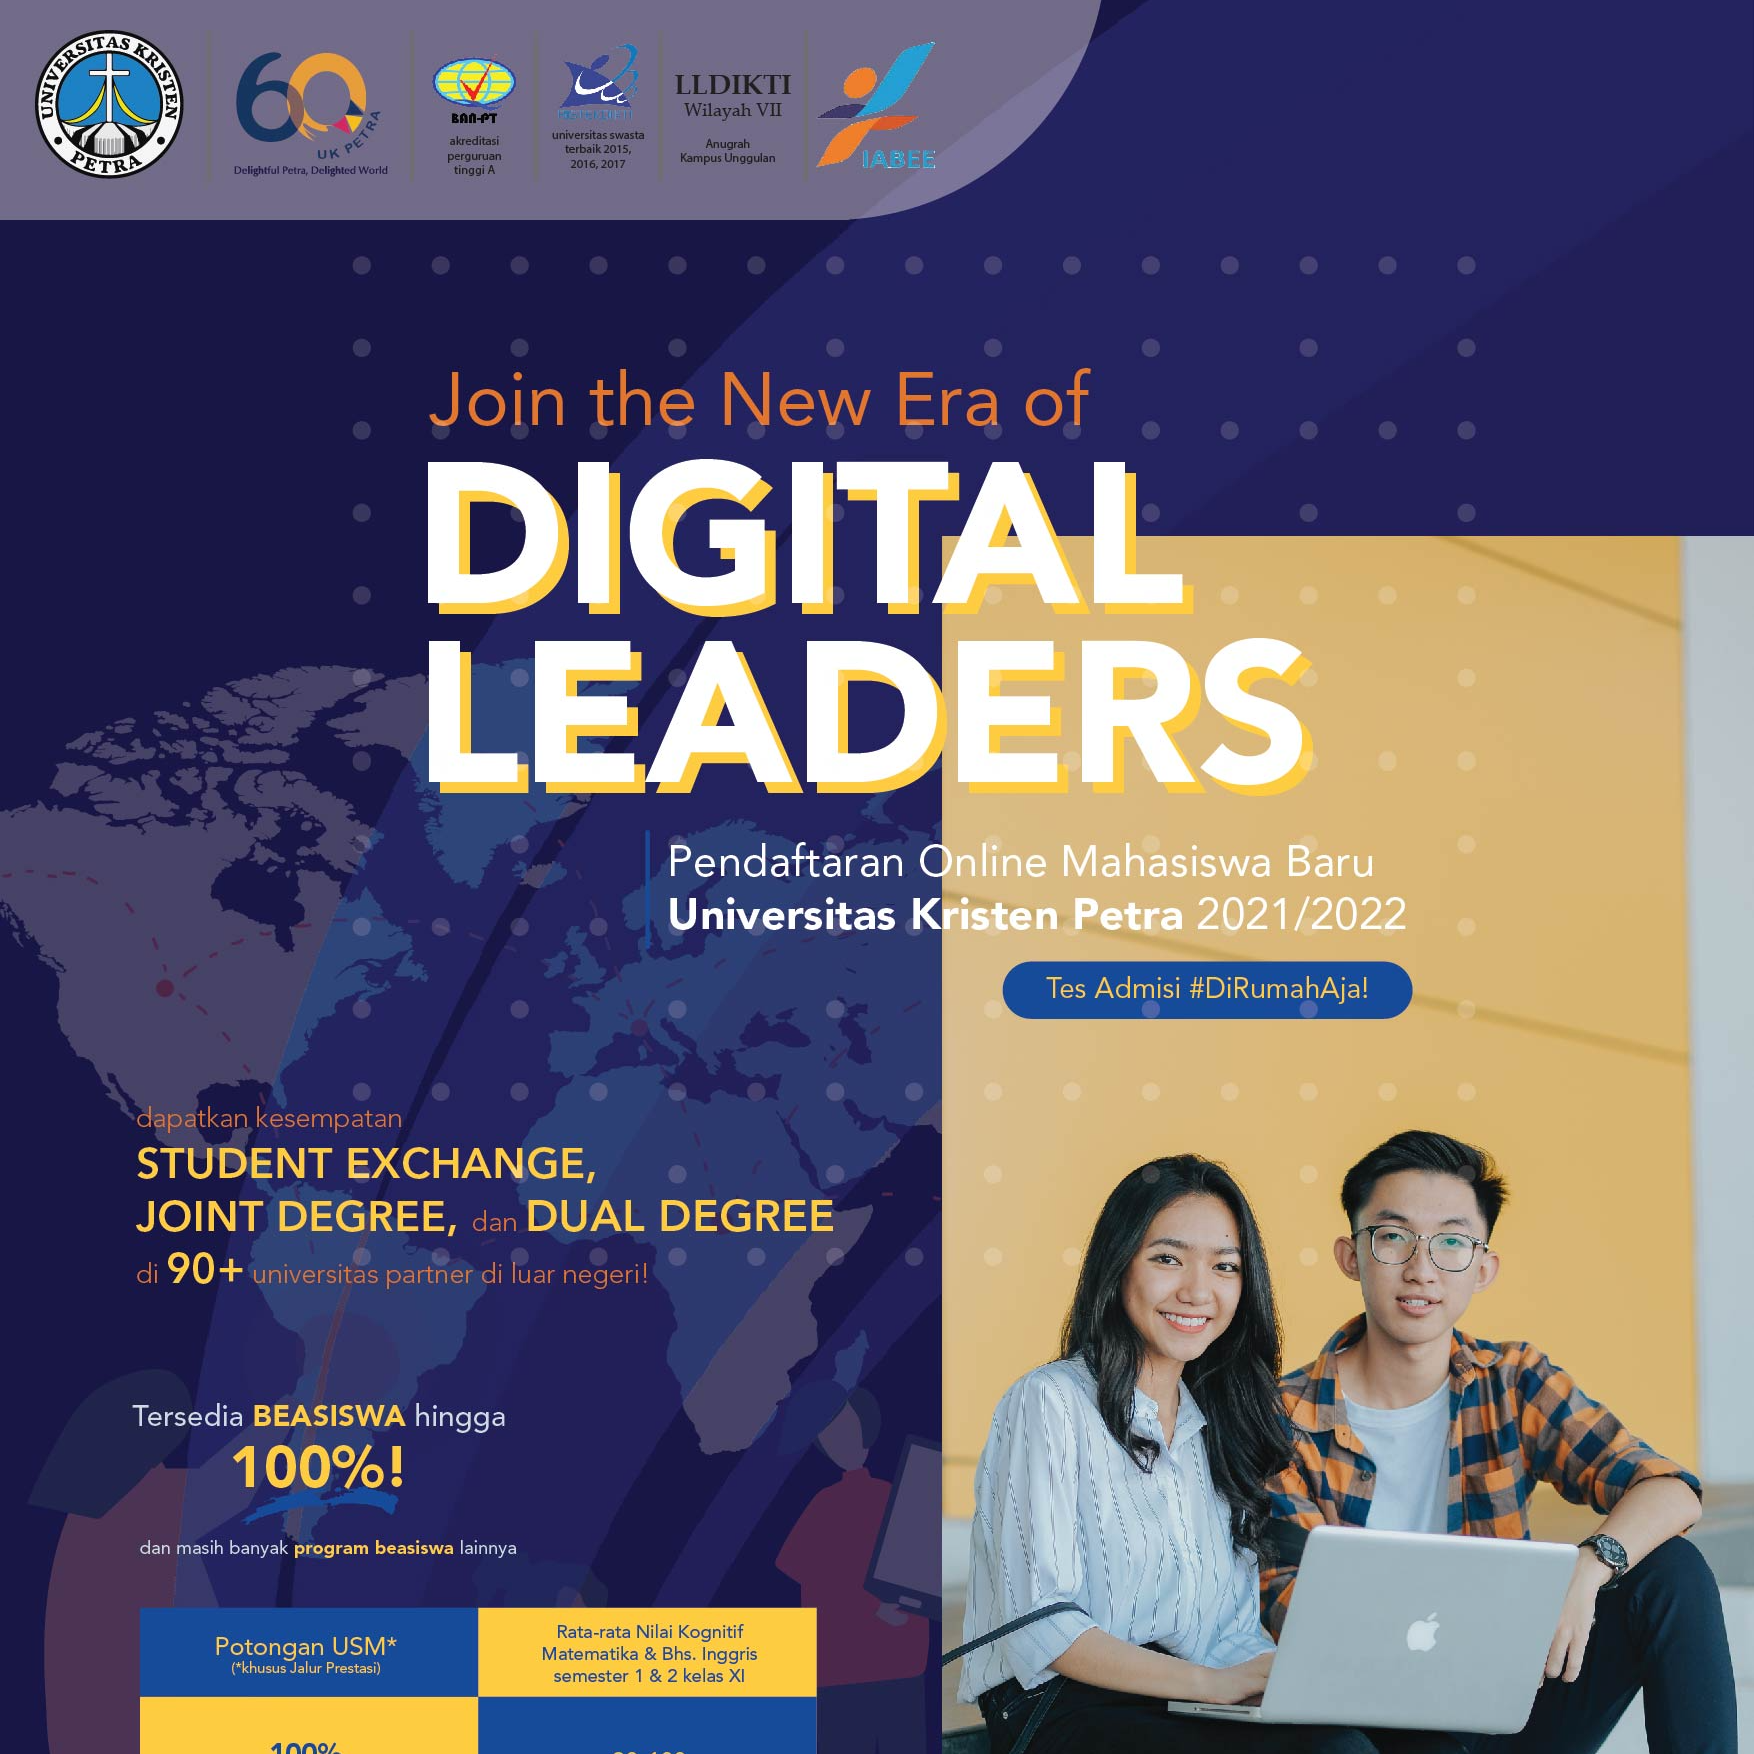 UNIVERSITAS KRISTEN
PETRA
60
UK PETRA
Delightful Petra, Delighted World
BAN-PT
akreditasi
perguruan
tinggi A
universitas swasta
terbaik 2015,
2016, 2017
LLDIKTI
Wilayah VII
Anugrah
Kampus Unggulan
IABEE
Join the New Era of
DIGITAL
LEADERS
Pendaftaran Online Mahasiswa Baru
Universitas Kristen Petra 2021/2022
Tes Admisi #DiRumahAja!
dapatkan kesempatan
STUDENT EXCHANGE,
JOINT DEGREE, dan DUAL DEGREE
di 90+ universitas partner di luar negeri!
Tersedia BEASISWA hingga
100%!
dan masih banyak program beasiswa lainnya
Potongan USM*
(*khusus Jalur Prestasi)
Rata-rata Nilai Kognitif
Matematika & Bhs. Inggris
semester 1 & 2 kelas XI
100%